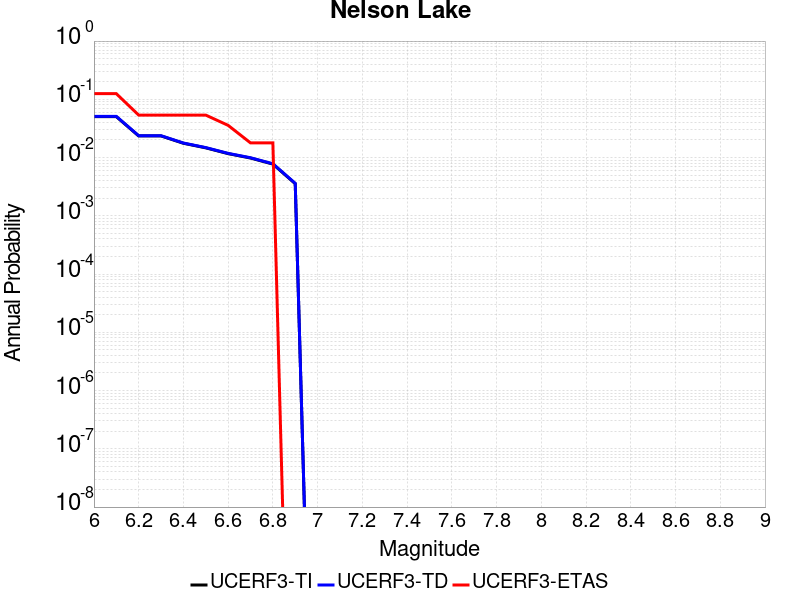 Nelson Lake
10^0
10^-1
10^-2
10^-3
10^-4
10^-5
10^-6
10^-7
10^-8
Annual Probability
6 6.2 6.4 6.6 6.8 7 7.2 7.4 7.6 7.8 8 8.2 8.4 8.6 8.8 9
Magnitude
UCERF3-TI UCERF3-TD UCERF3-ETAS